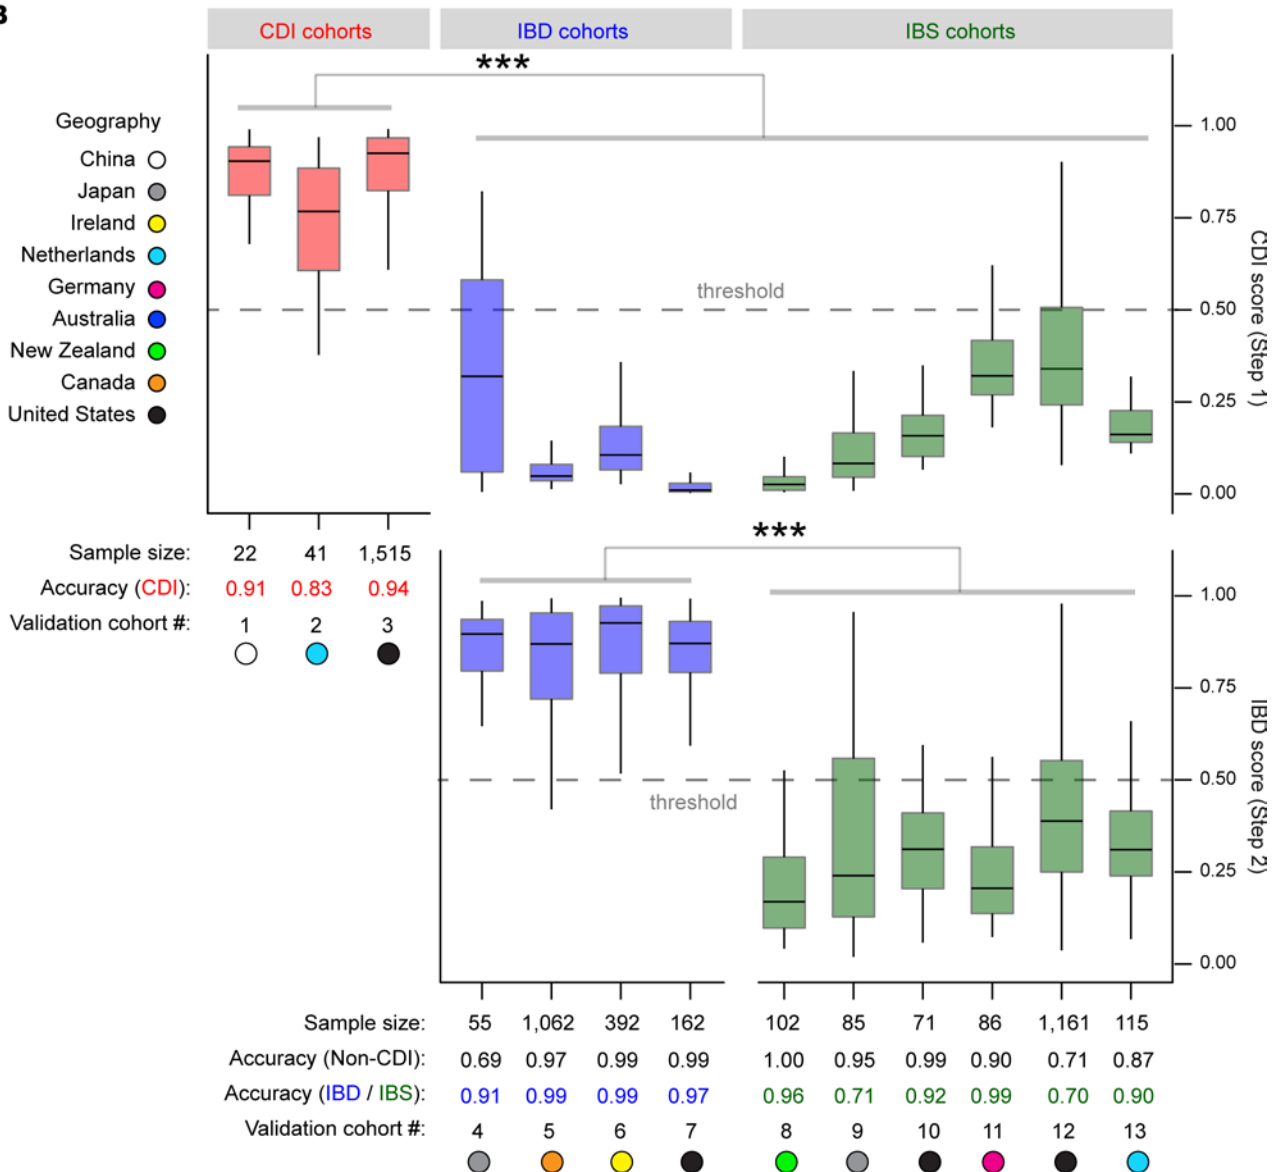 B
CDI cohorts IBD cohorts IBS cohorts
***
Geography
China
Japan
Ireland
Netherlands
Germany
Australia
New Zealand
Canada
United States
threshold
1.00
0.75
0.50
0.25
0.00
CDI score (Step 1)
Sample size: 22 41 1,515
Accuracy (CDI): 0.91 0.83 0.94
Validation cohort #: 1 2 3
***
threshold
1.00
0.75
0.50
0.25
0.00
IBD score (Step 2)
Sample size: 55 1,062 392 162 102 85 71 86 1,161 115
Accuracy (Non-CDI): 0.69 0.97 0.99 0.99 1.00 0.95 0.99 0.90 0.71 0.87
Accuracy (IBD / IBS): 0.91 0.99 0.99 0.97 0.96 0.71 0.92 0.99 0.70 0.90
Validation cohort #: 4 5 6 7 8 9 10 11 12 13